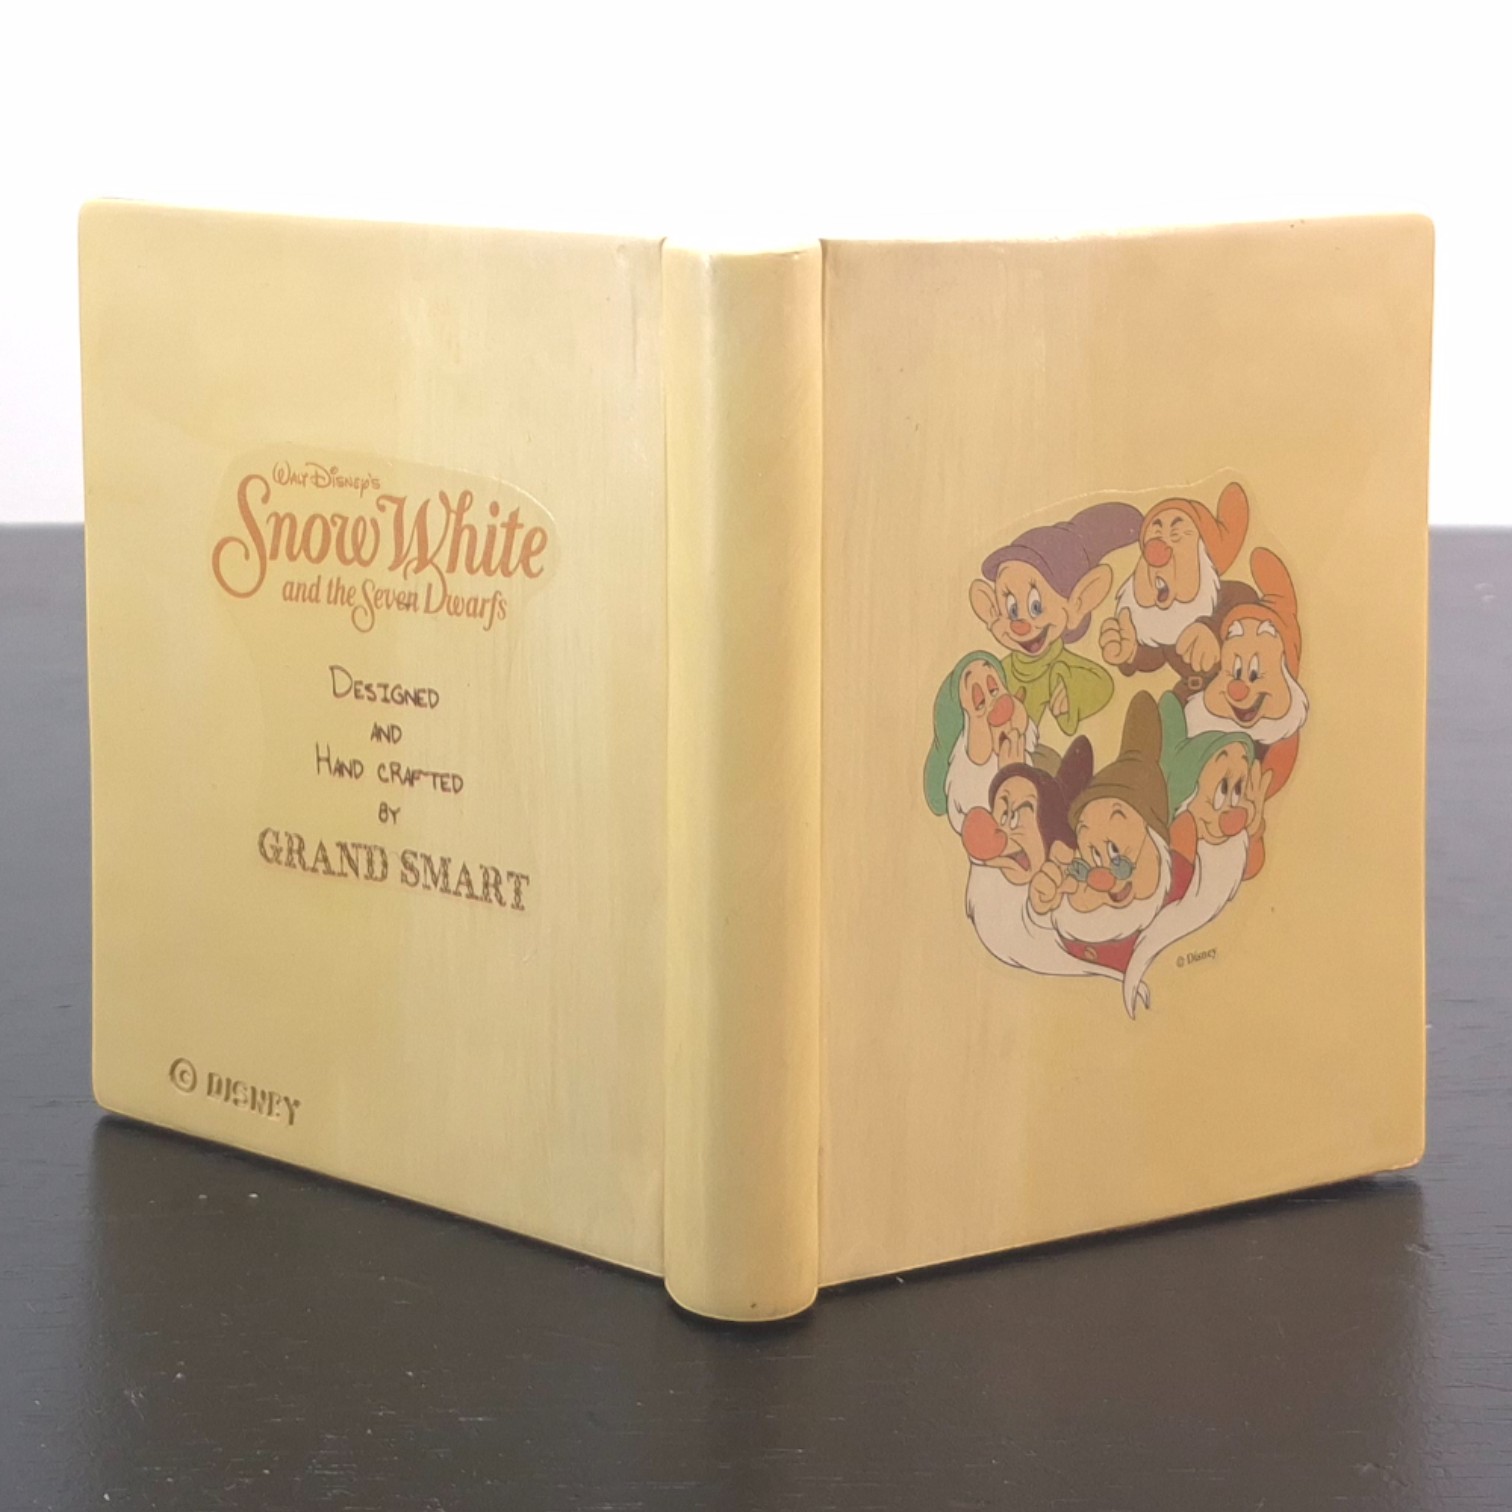 WALT DISNEY'S
Snow White
and the Seven Dwarfs
DESIGNED
AND
HAND CRAFTED
BY
GRAND SMART
© DISNEY
© Disney